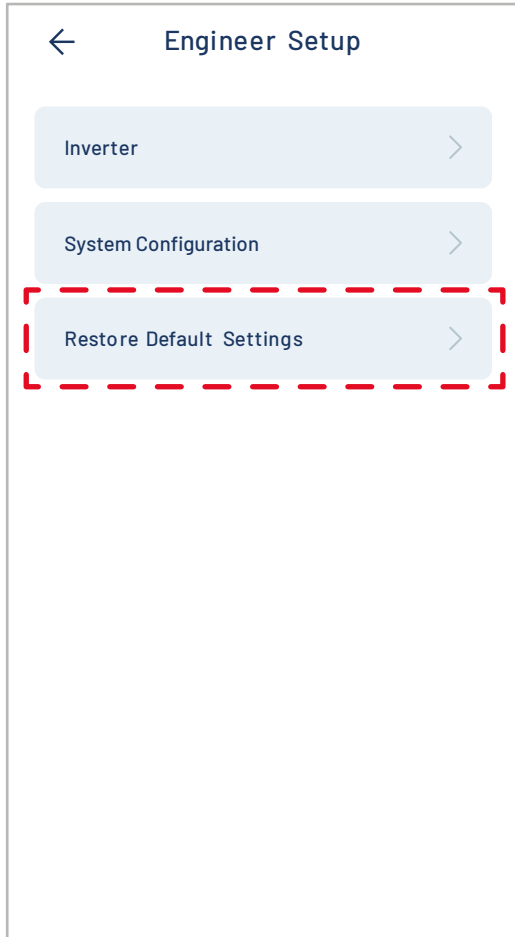 Engineer Setup
Inverter
System Configuration
Restore Default Settings